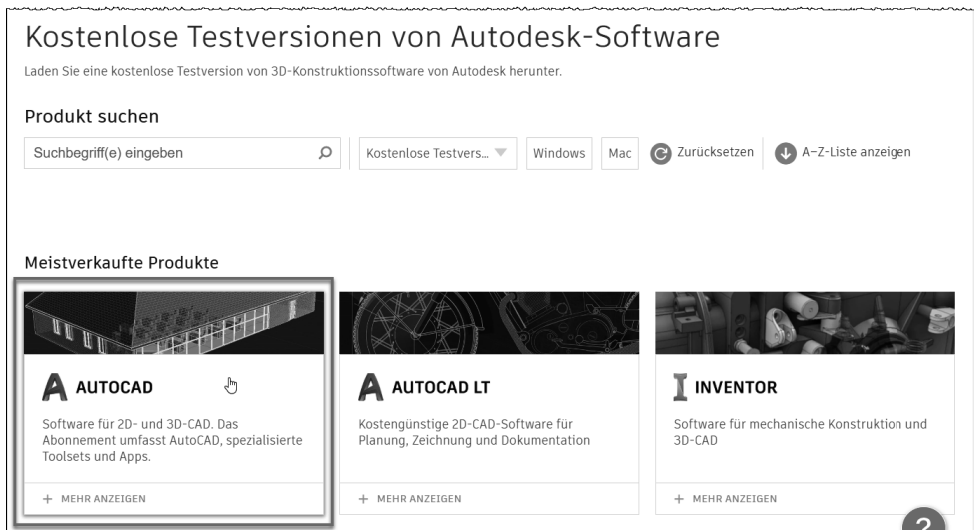 Kostenlose Testversionen von Autodesk-Software
Laden Sie eine kostenlose Testversion von 3D-Konstruktionssoftware von Autodesk herunter.
Produkt suchen
Suchbegriff(e) eingeben
Kostenlose Testvers...
Windows
Mac
Zurücksetzen
A–Z-Liste anzeigen
Meistverkaufte Produkte
AUTOCAD
Software für 2D- und 3D-CAD. Das
Abonnement umfasst AutoCAD, spezialisierte
Toolsets und Apps.
+ MEHR ANZEIGEN
AUTOCAD LT
Kostengünstige 2D-CAD-Software für
Planung, Zeichnung und Dokumentation
+ MEHR ANZEIGEN
INVENTOR
Software für mechanische Konstruktion und
3D-CAD
+ MEHR ANZEIGEN